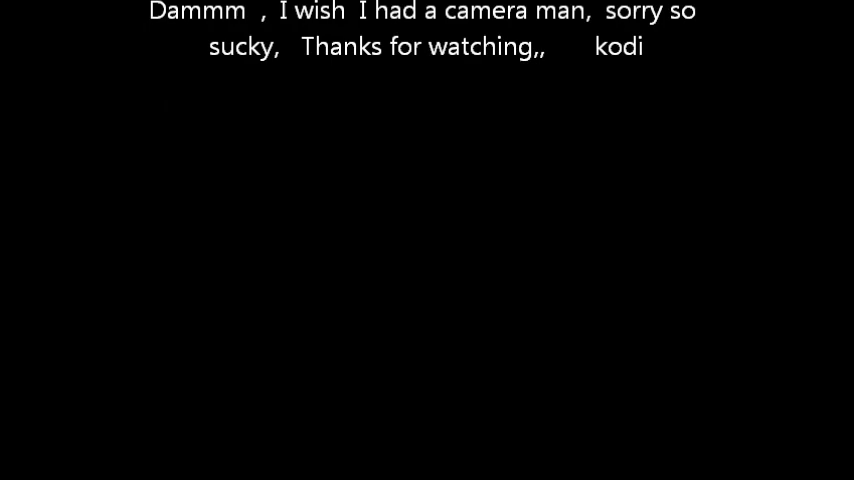 Dammm , I wish I had a camera man, sorry so
sucky, Thanks for watching,, kodi